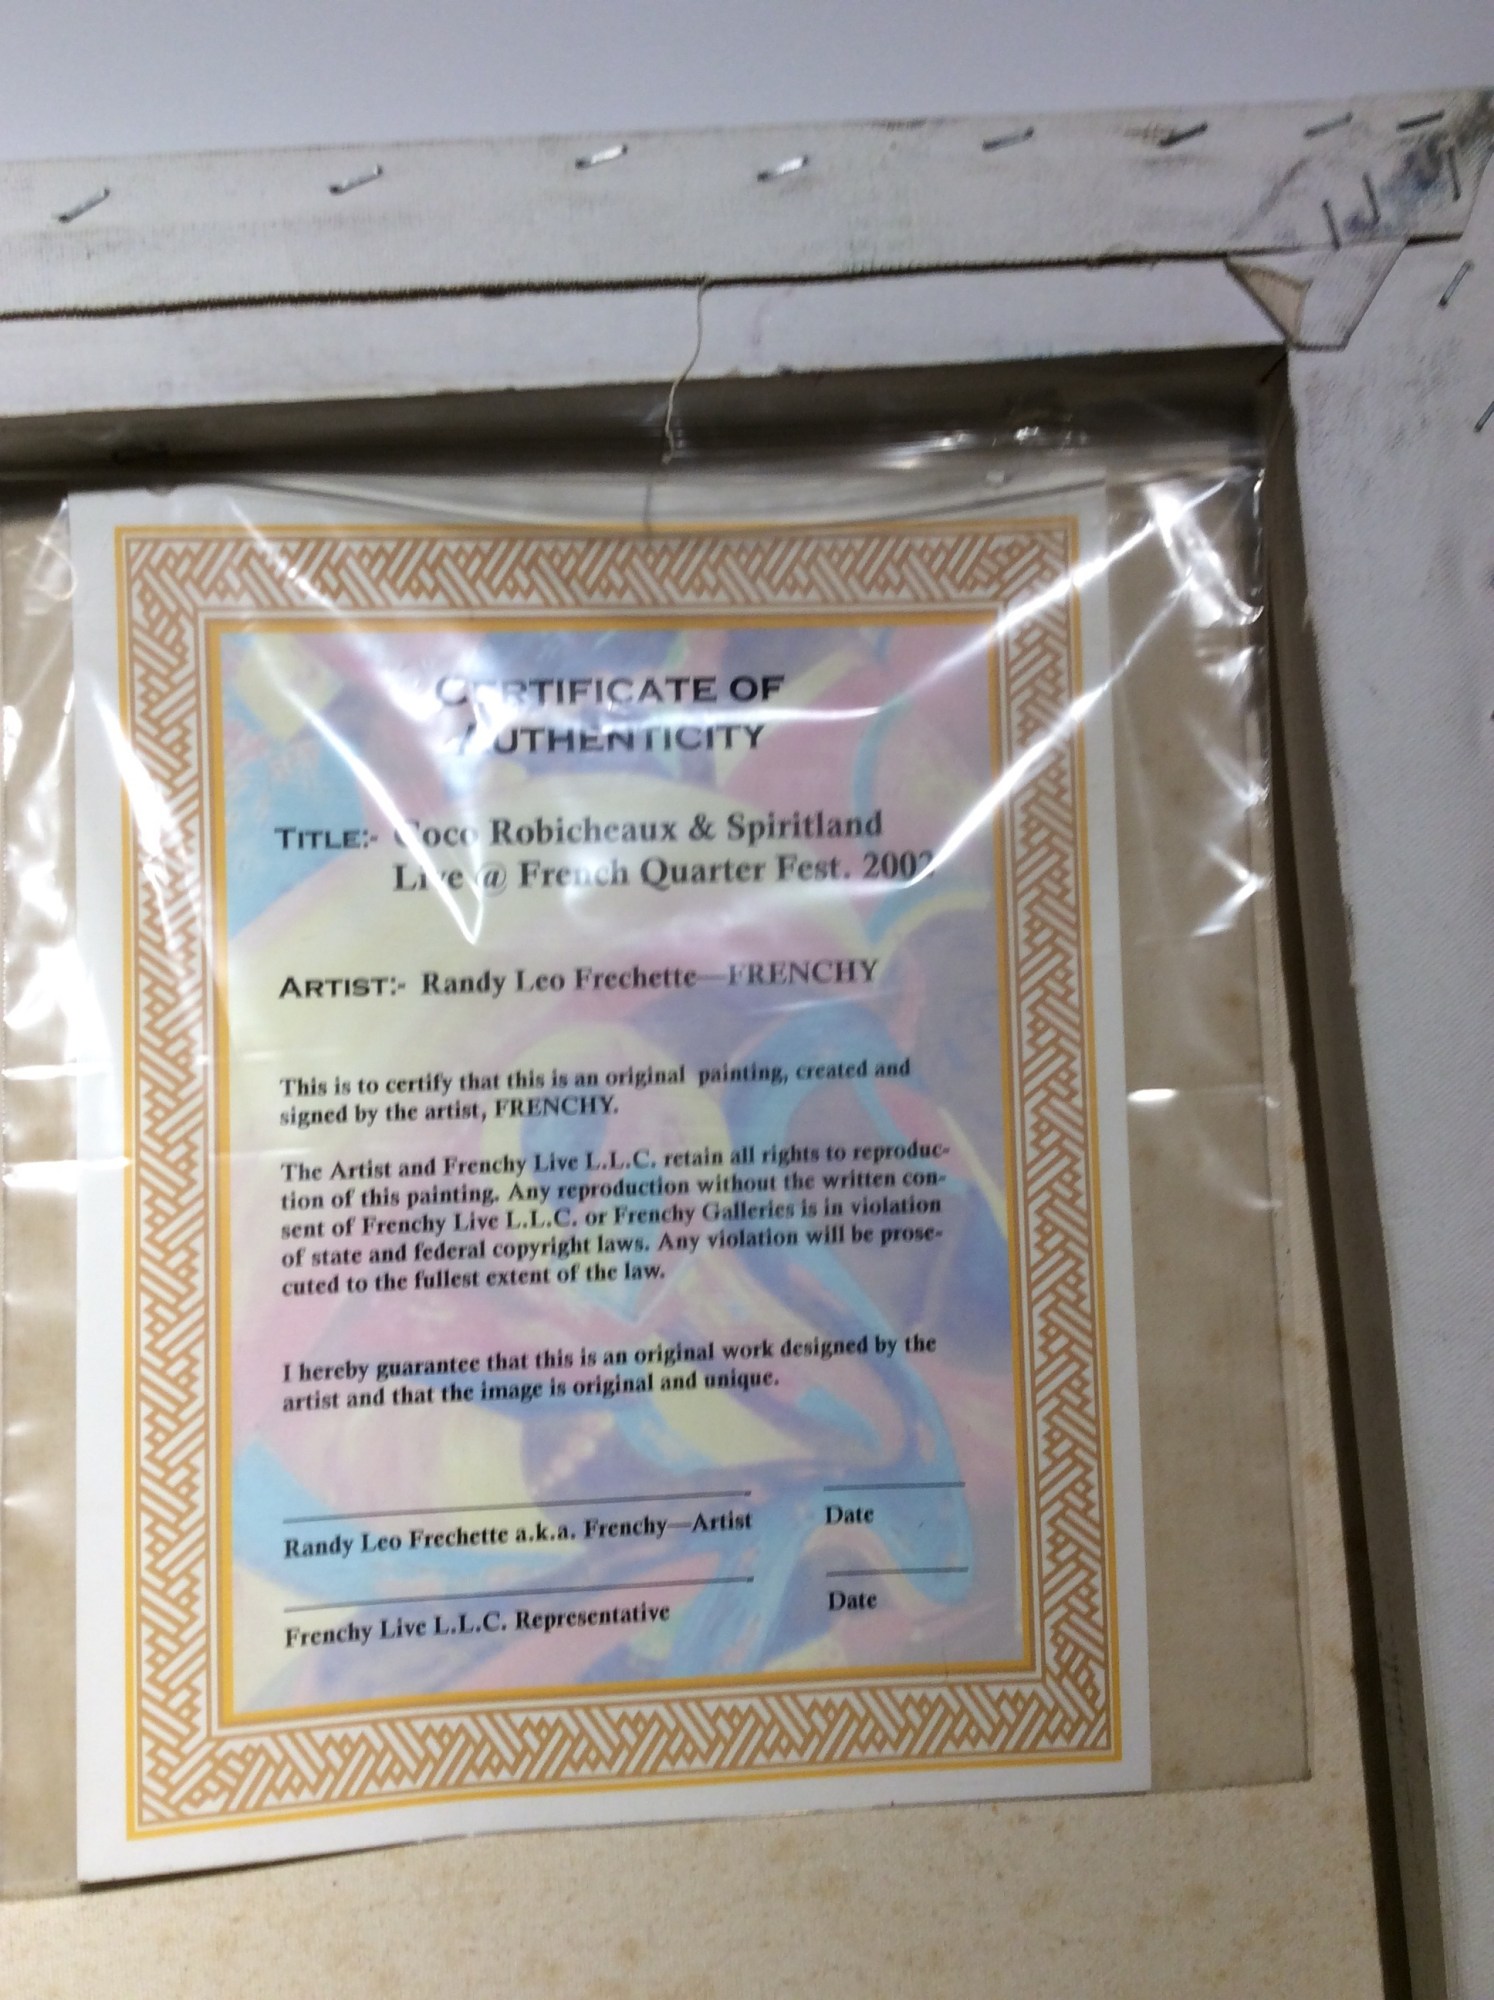 CERTIFICATE OF
AUTHENTICITY
TITLE:- Coco Robicheaux & Spiritland
Live @ French Quarter Fest. 2002
ARTIST:- Randy Leo Frechette—FRENCHY
This is to certify that this is an original painting, created and
signed by the artist, FRENCHY.
The Artist and Frenchy Live L.L.C. retain all rights to reproduc-
tion of this painting. Any reproduction without the written con-
sent of Frenchy Live L.L.C. or Frenchy Galleries is in violation
of state and federal copyright laws. Any violation will be prose-
cuted to the fullest extent of the law.
I hereby guarantee that this is an original work designed by the
artist and that the image is original and unique.
Randy Leo Frechette a.k.a. Frenchy—Artist
Date
Frenchy Live L.L.C. Representative
Date